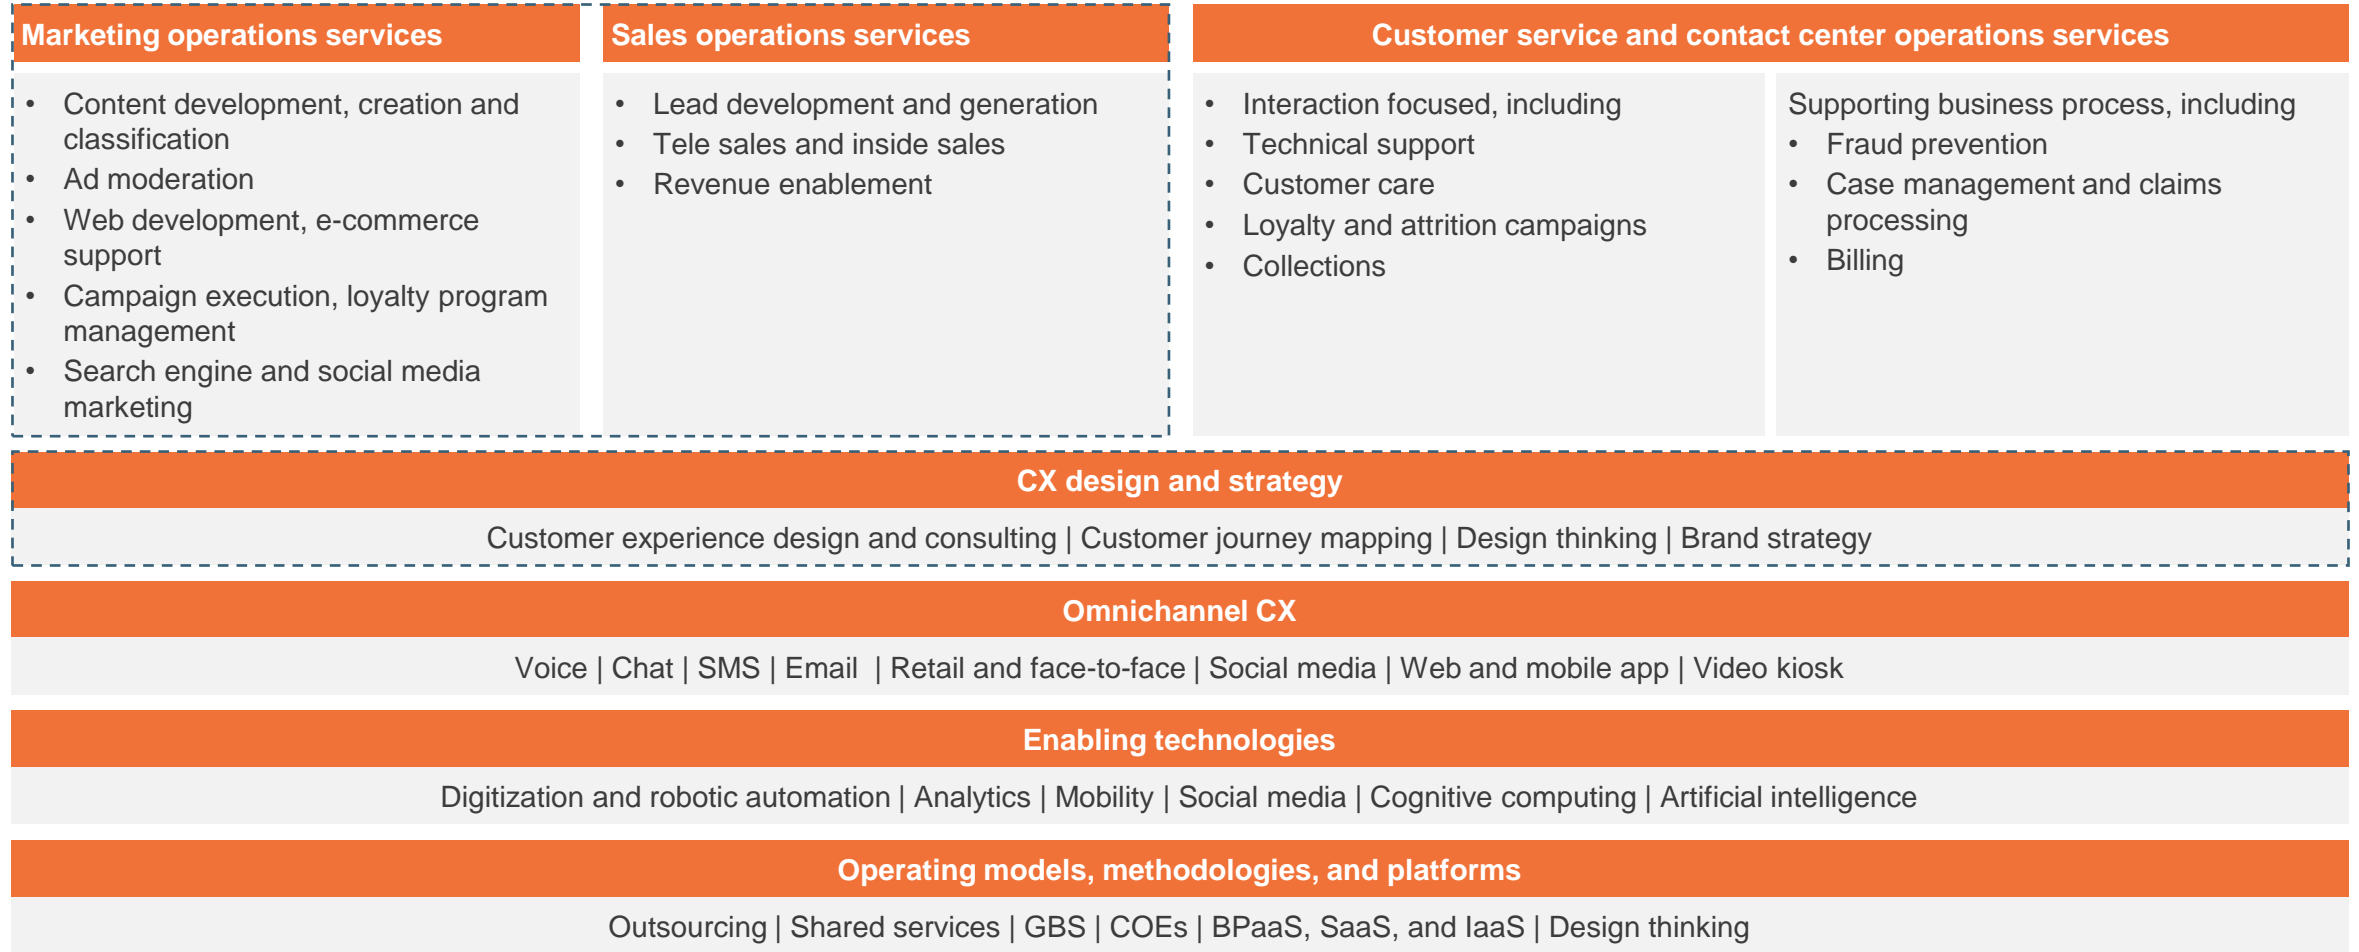 Marketing operations services
• Content development, creation and
classification
• Ad moderation
• Web development, e-commerce
support
• Campaign execution, loyalty program
management
• Search engine and social media
marketing
Sales operations services
• Lead development and generation
• Tele sales and inside sales
• Revenue enablement
Customer service and contact center operations services
• Interaction focused, including
• Technical support
• Customer care
• Loyalty and attrition campaigns
• Collections
Supporting business process, including
• Fraud prevention
• Case management and claims
processing
• Billing
CX design and strategy
Customer experience design and consulting | Customer journey mapping | Design thinking | Brand strategy
Omnichannel CX
Voice | Chat | SMS | Email | Retail and face-to-face | Social media | Web and mobile app | Video kiosk
Enabling technologies
Digitization and robotic automation | Analytics | Mobility | Social media | Cognitive computing | Artificial intelligence
Operating models, methodologies, and platforms
Outsourcing | Shared services | GBS | COEs | BPaaS, SaaS, and IaaS | Design thinking